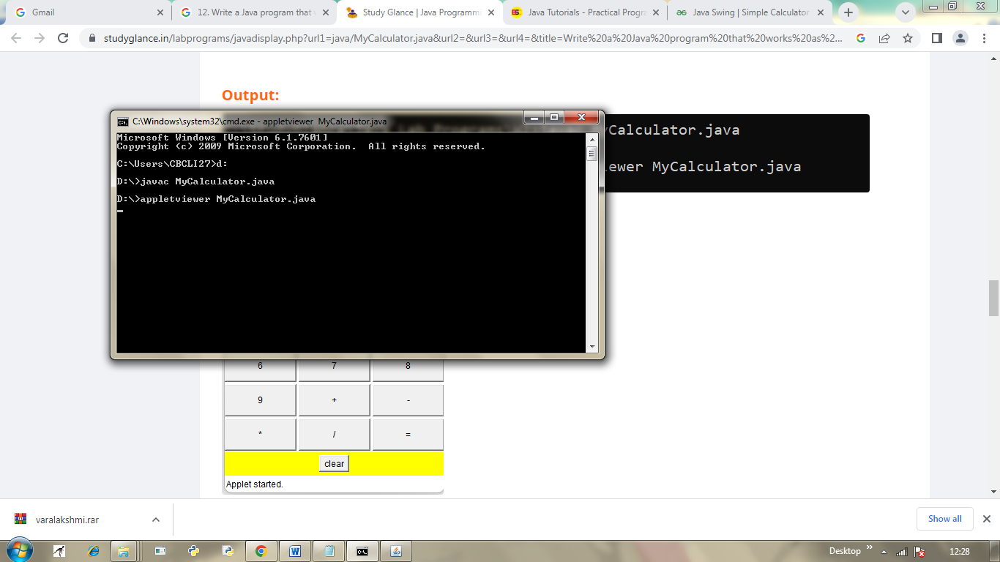 Gmail
12. Write a Java program that
Study Glance | Java Programm
Java Tutorials - Practical Progra
Java Swing | Simple Calculator
studyglance.in/labprograms/javadisplay.php?url1=java/MyCalculator.java&url2=&url3=&url4=&title=Write%20a%20Java%20program%20that%20works%20as%2...
Output:
C:\Windows\system32\cmd.exe - appletviewer  MyCalculator.java
Microsoft Windows [Version 6.1.7601]
Copyright (c) 2009 Microsoft Corporation.  All rights reserved.
C:\Users\CBCLI27>d:
D:\>javac MyCalculator.java
D:\>appletviewer MyCalculator.java
yCalculator.java
iewer MyCalculator.java
6 7 8
9 + -
* / =
clear
Applet started.
varalakshmi.rar
Show all
Desktop
12:28